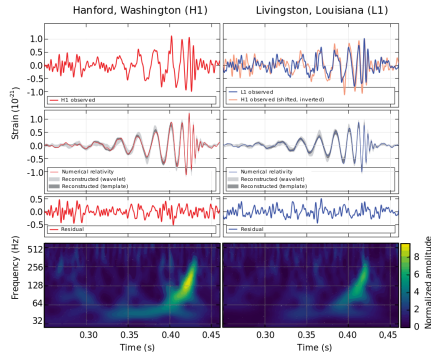 Hanford, Washington (H1)
Livingston, Louisiana (L1)
1.0
0.5
0.0
-0.5
-1.0
H1 observed
L1 observed
H1 observed (shifted, inverted)
Strain (10⁻²¹)
1.0
0.5
0.0
-0.5
-1.0
Numerical relativity
Reconstructed (wavelet)
Reconstructed (template)
Numerical relativity
Reconstructed (wavelet)
Reconstructed (template)
0.5
0.0
-0.5
Residual
Residual
Frequency (Hz)
512
256
128
64
32
0.30
0.35
0.40
0.45
Time (s)
0.30
0.35
0.40
0.45
Time (s)
8
6
4
2
0
Normalized amplitude